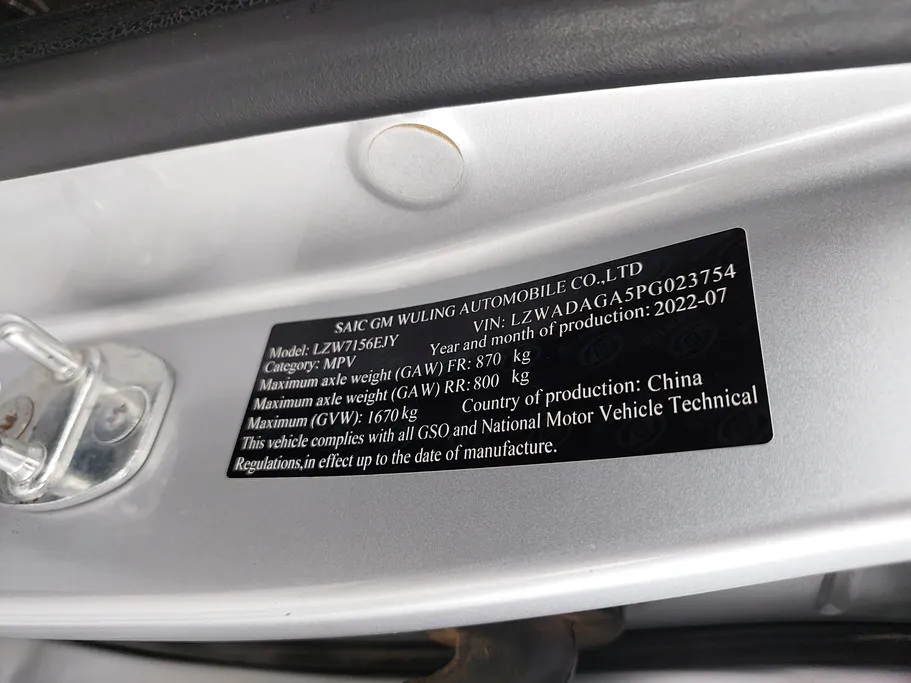 SAIC GM WULING AUTOMOBILE CO.,LTD
Model: LZW7156EJY VIN: LZWADAGA5PG023754
Category: MPV Year and month of production: 2022-07
Maximum axle weight (GAW) FR: 870 kg
Maximum axle weight (GAW) RR: 800 kg
Maximum (GVW): 1670 kg Country of production: China
This vehicle complies with all GSO and National Motor Vehicle Technical
Regulations,in effect up to the date of manufacture.